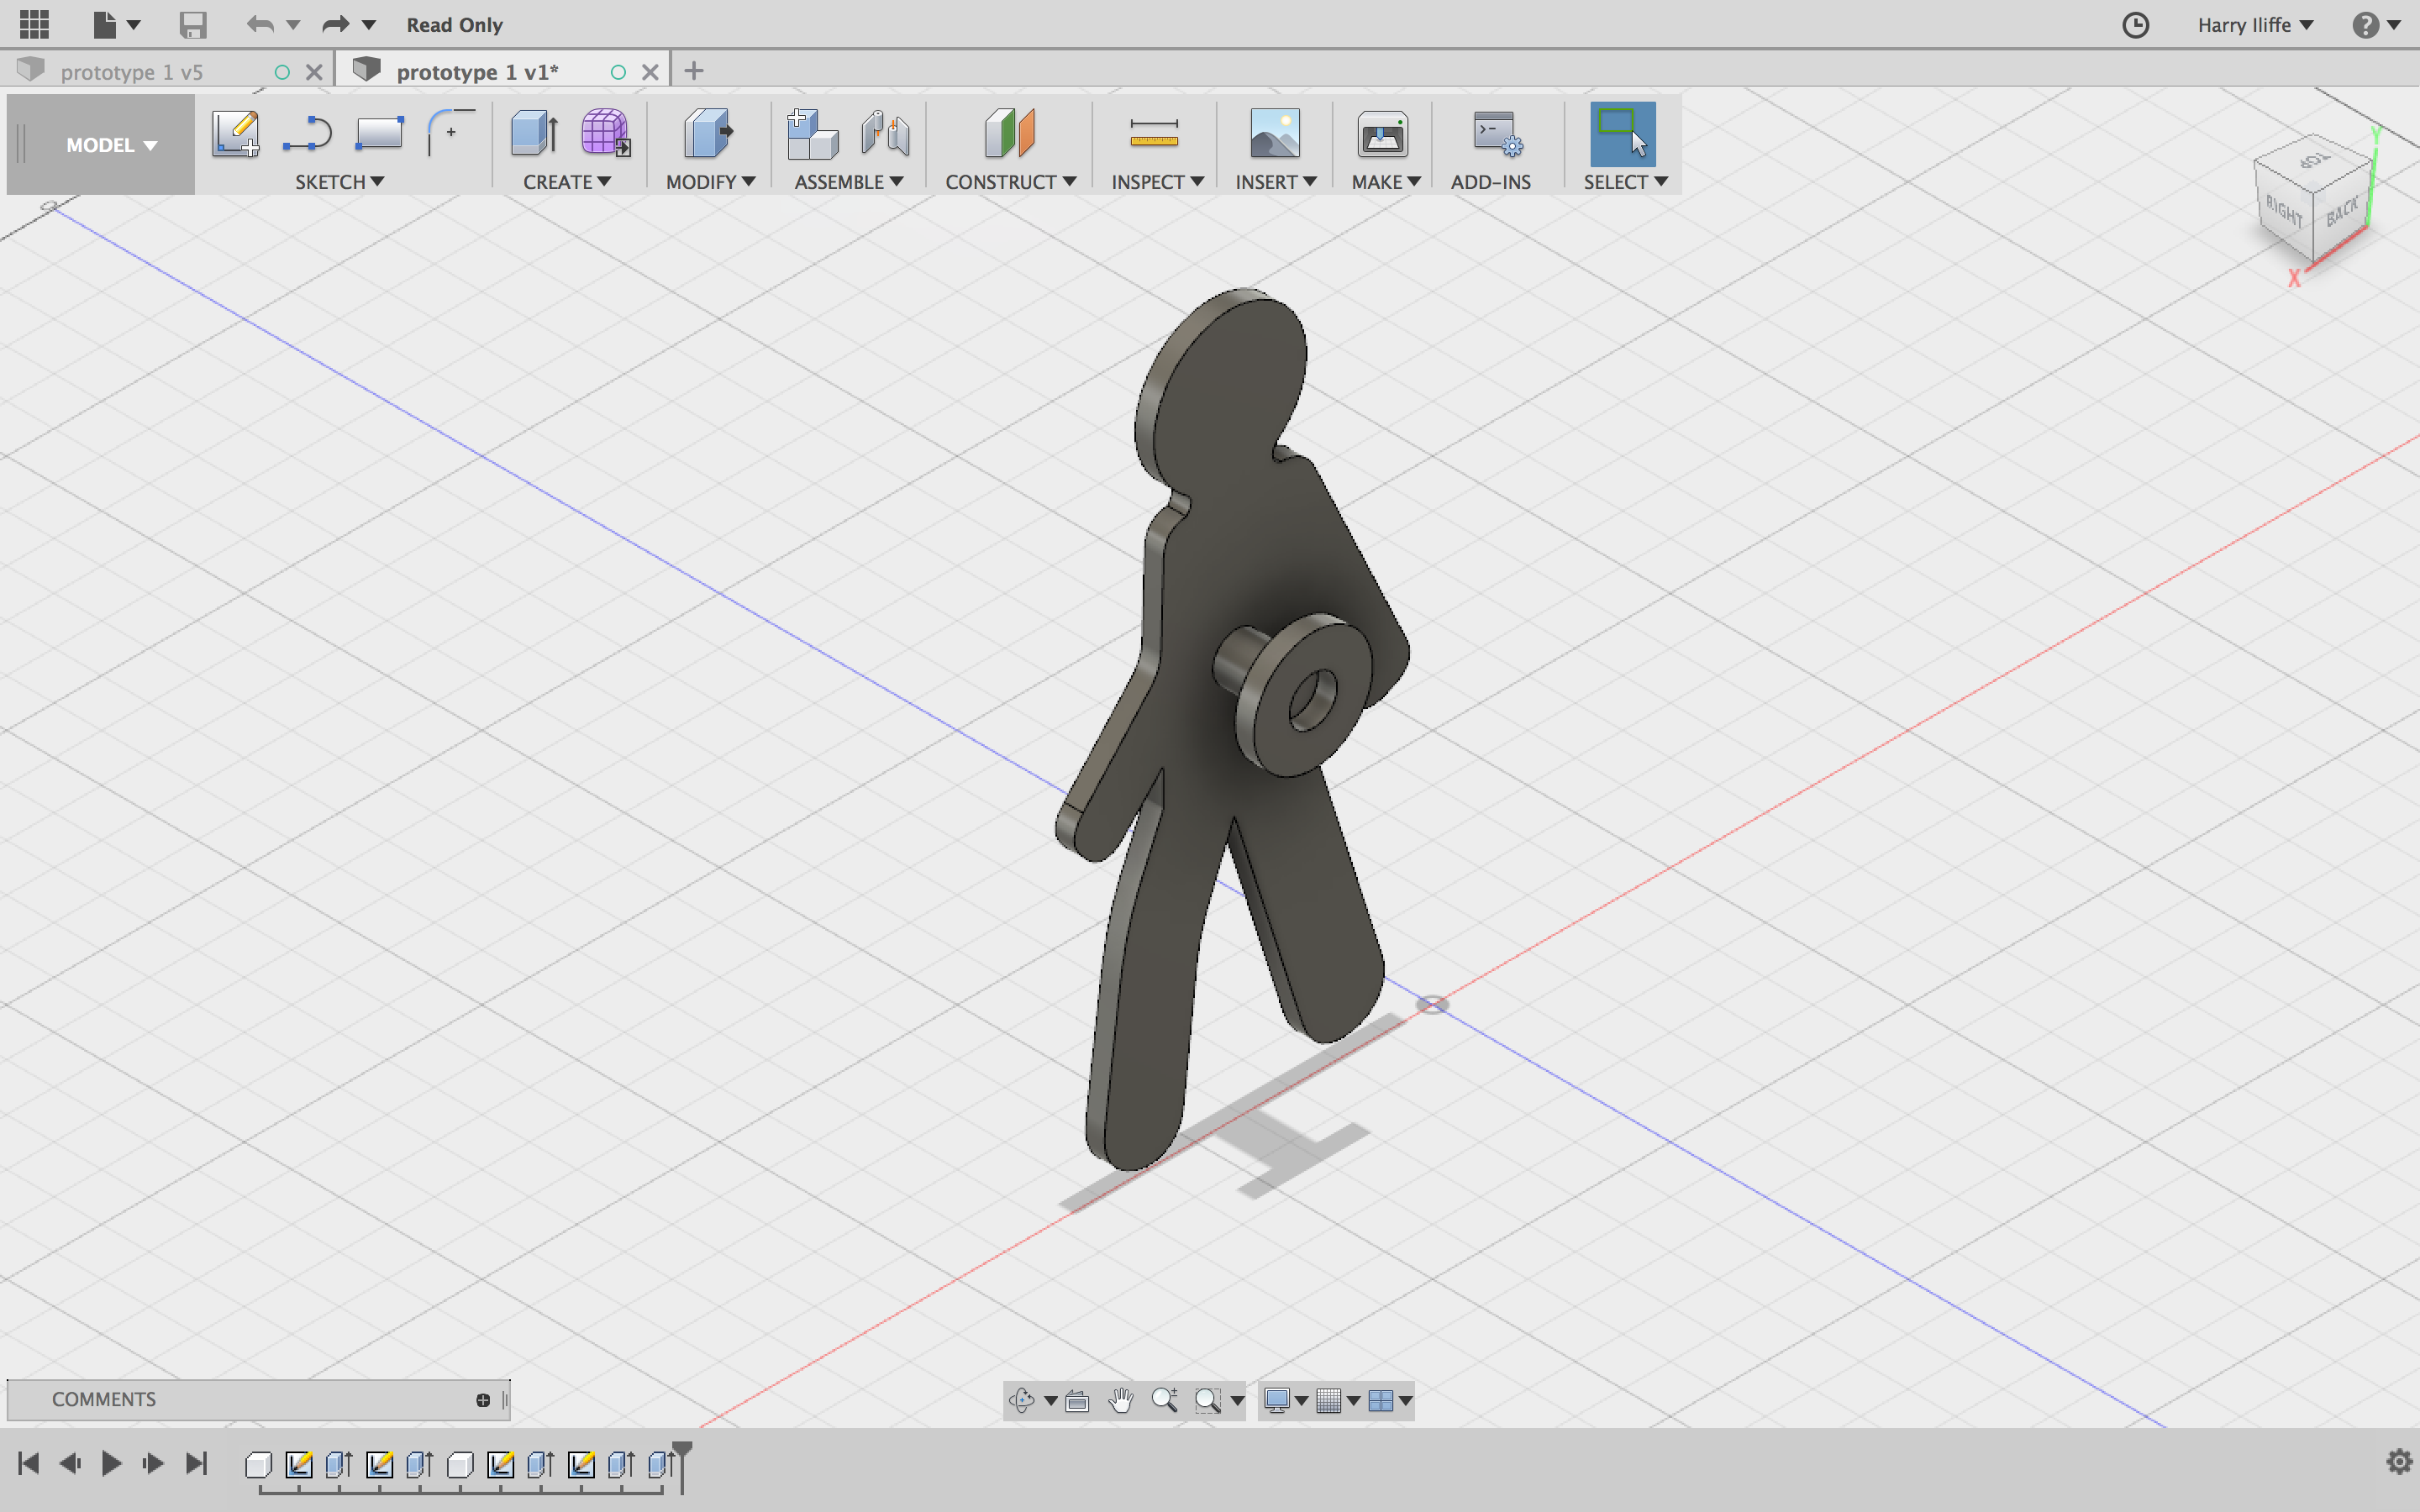 Read Only
Harry Iliffe
?
prototype 1 v5
prototype 1 v1*
MODEL
SKETCH
CREATE
MODIFY
ASSEMBLE
CONSTRUCT
INSPECT
INSERT
MAKE
ADD-INS
SELECT
TOP
RIGHT
BACK
Y
X
COMMENTS